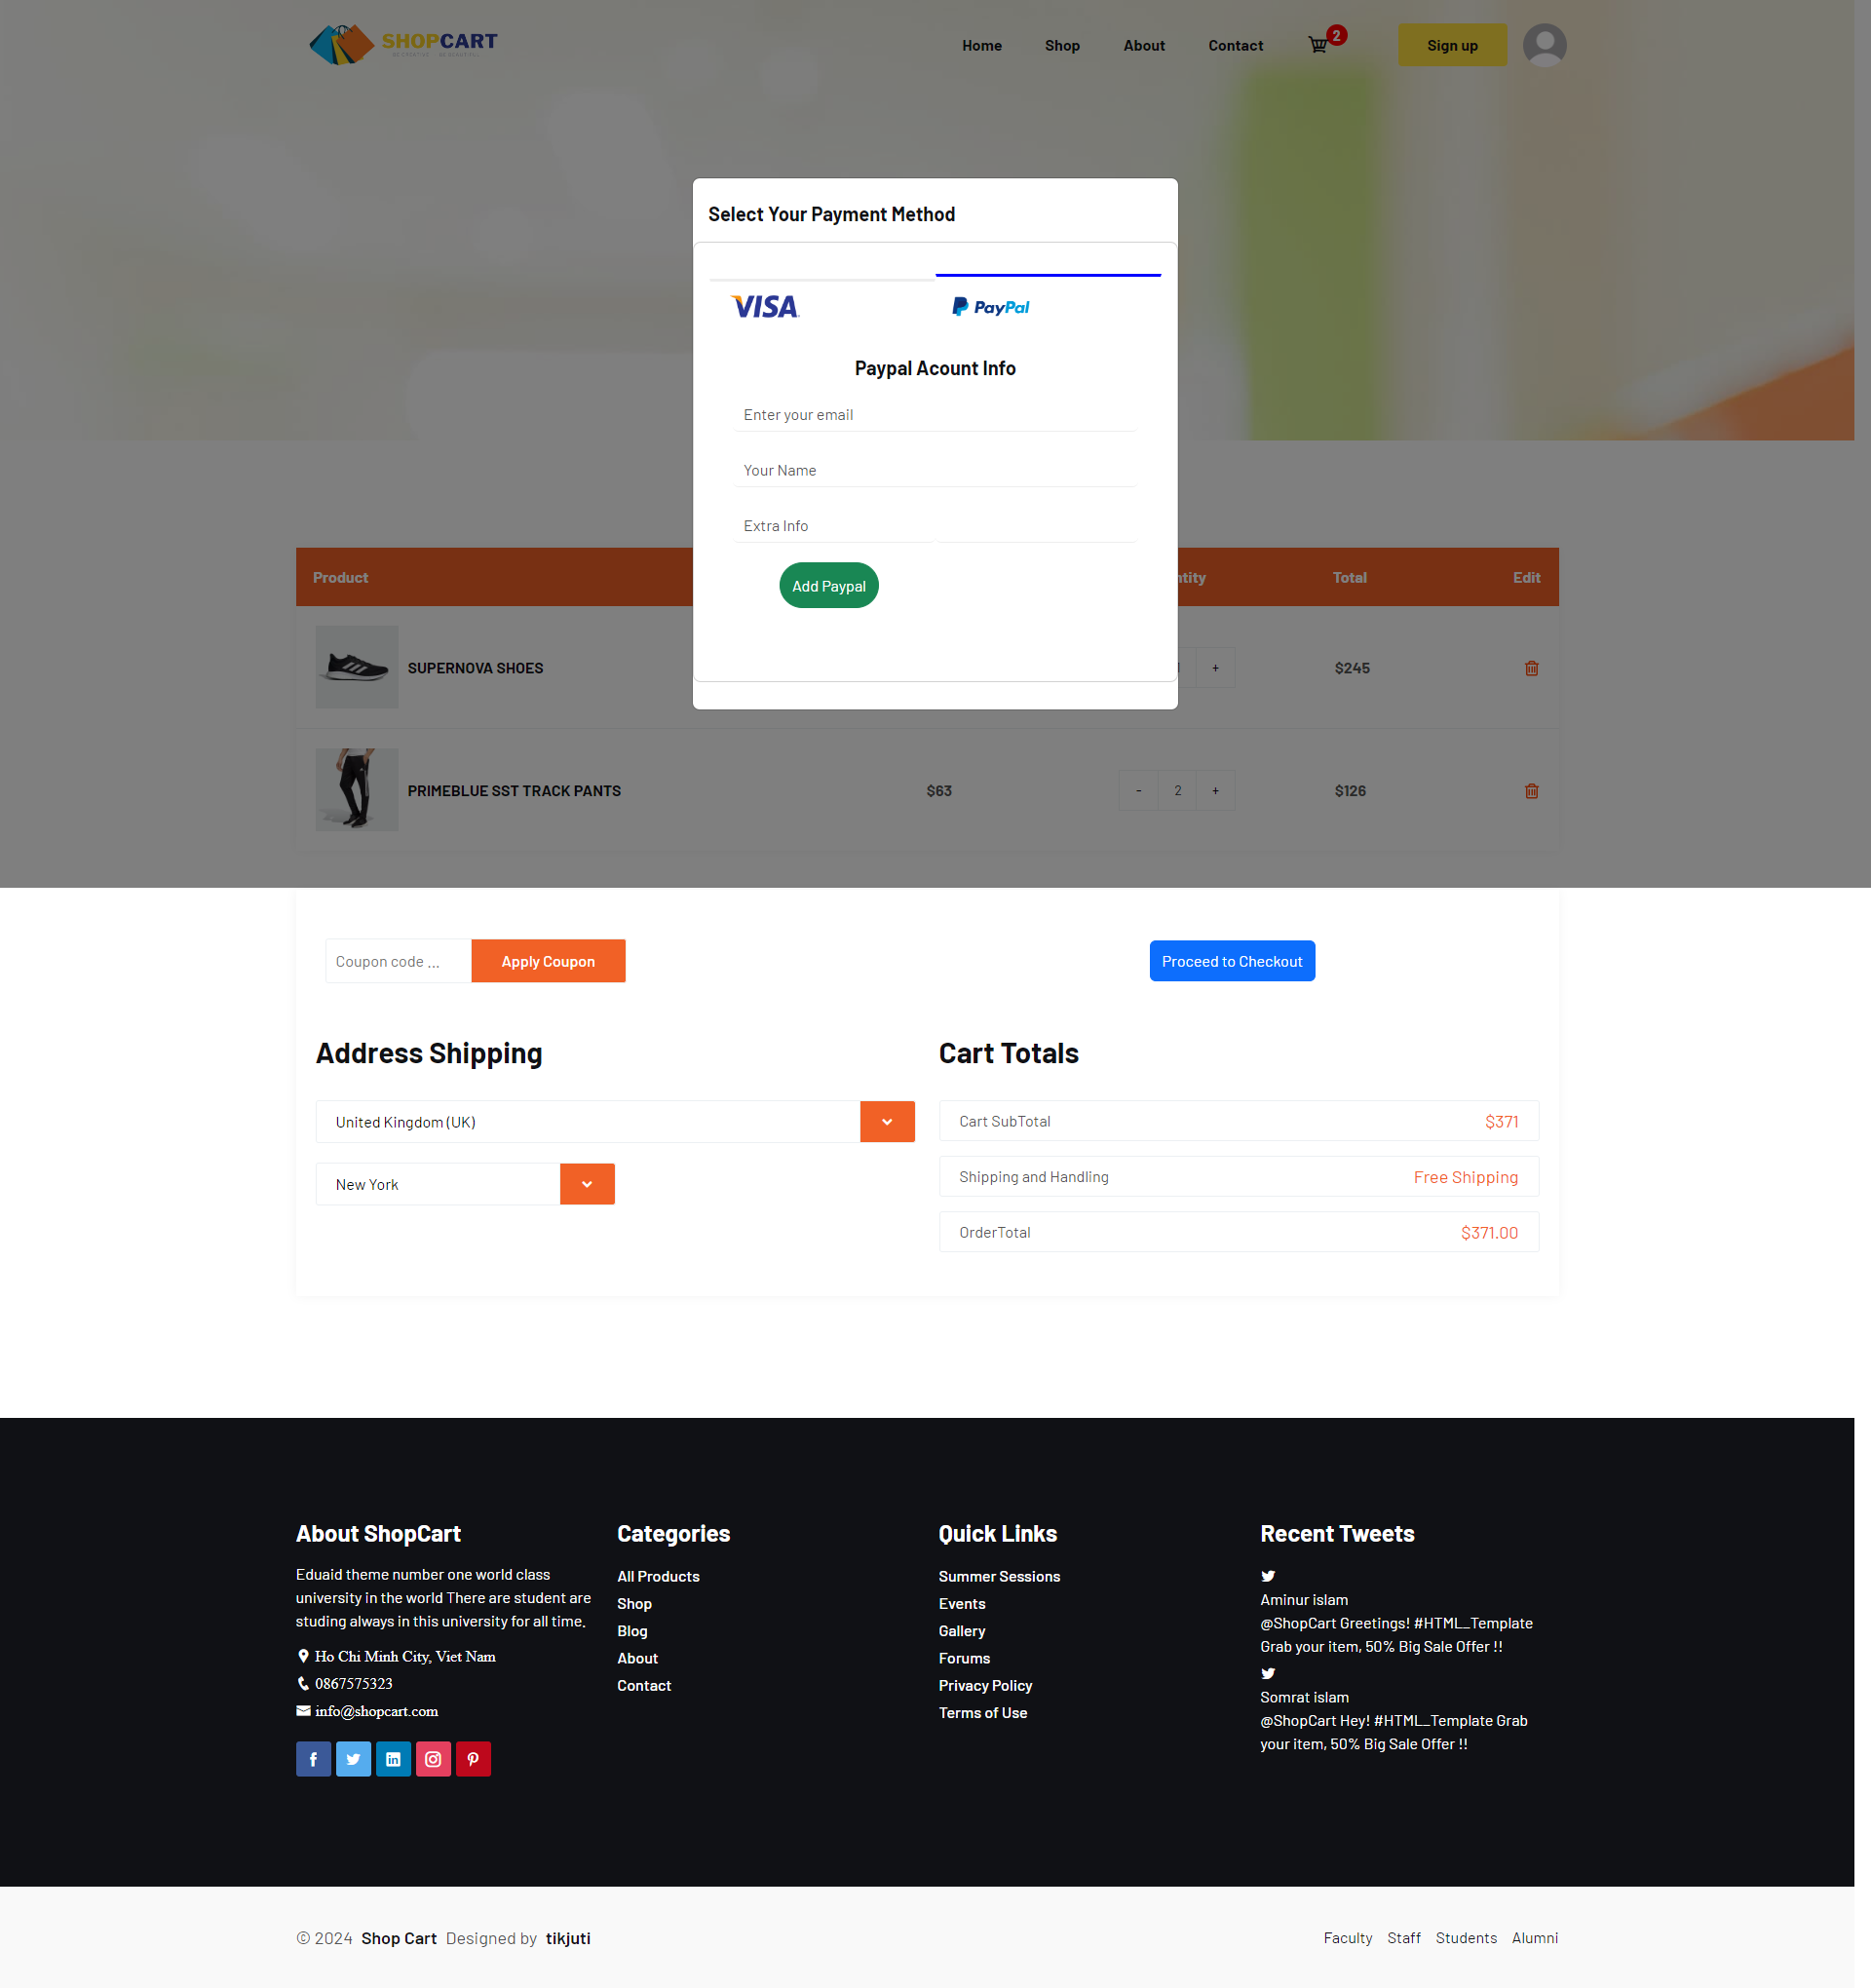 SHOPCART
Home
Shop
About
Contact
2
Sign up
Select Your Payment Method
VISA
PayPal
Paypal Acount Info
Enter your email
Your Name
Extra Info
Add Paypal
Product
Total
Edit
SUPERNOVA SHOES
+
$245
PRIMEBLUE SST TRACK PANTS
$63
-
2
+
$126
Coupon code ...
Apply Coupon
Proceed to Checkout
Address Shipping
United Kingdom (UK)
New York
Cart Totals
Cart SubTotal
$371
Shipping and Handling
Free Shipping
OrderTotal
$371.00
About ShopCart
Eduaid theme number one world class
university in the world There are student are
studing always in this university for all time.
Ho Chi Minh City, Viet Nam
0867575323
info@shopcart.com
Categories
All Products
Shop
Blog
About
Contact
Quick Links
Summer Sessions
Events
Gallery
Forums
Privacy Policy
Terms of Use
Recent Tweets
Aminur islam
@ShopCart Greetings! #HTML_Template
Grab your item, 50% Big Sale Offer !!
Somrat islam
@ShopCart Hey! #HTML_Template Grab
your item, 50% Big Sale Offer !!
© 2024 Shop Cart Designed by tikjuti
Faculty
Staff
Students
Alumni